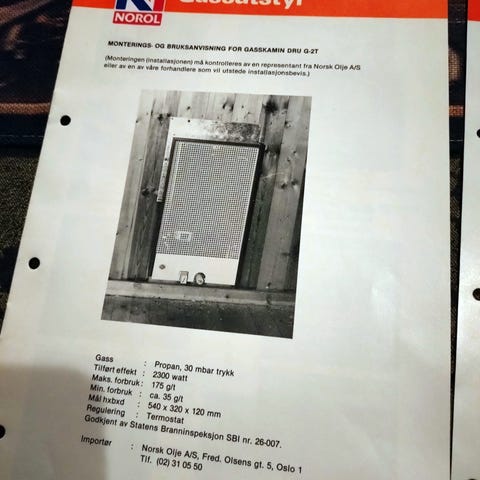 NOROL
Gassutstyr
MONTERINGS- OG BRUKSANVISNING FOR GASSKAMIN DRU G-2T
(Monteringen (installasjonen) må kontrolleres av en representant fra Norsk Olje A/S
eller av en av våre forhandlere som vil utstede installasjonsbevis.)
Gass : Propan, 30 mbar trykk
Tilført effekt : 2300 watt
Maks. forbruk : 175 g/t
Min. forbruk : ca. 35 g/t
Mål hxbxd : 540 x 320 x 120 mm
Regulering : Termostat
Godkjent av Statens Branninspeksjon SBI nr. 26-007.
Importør : Norsk Olje A/S, Fred. Olsens gt. 5, Oslo 1
Tlf. (02) 31 05 50